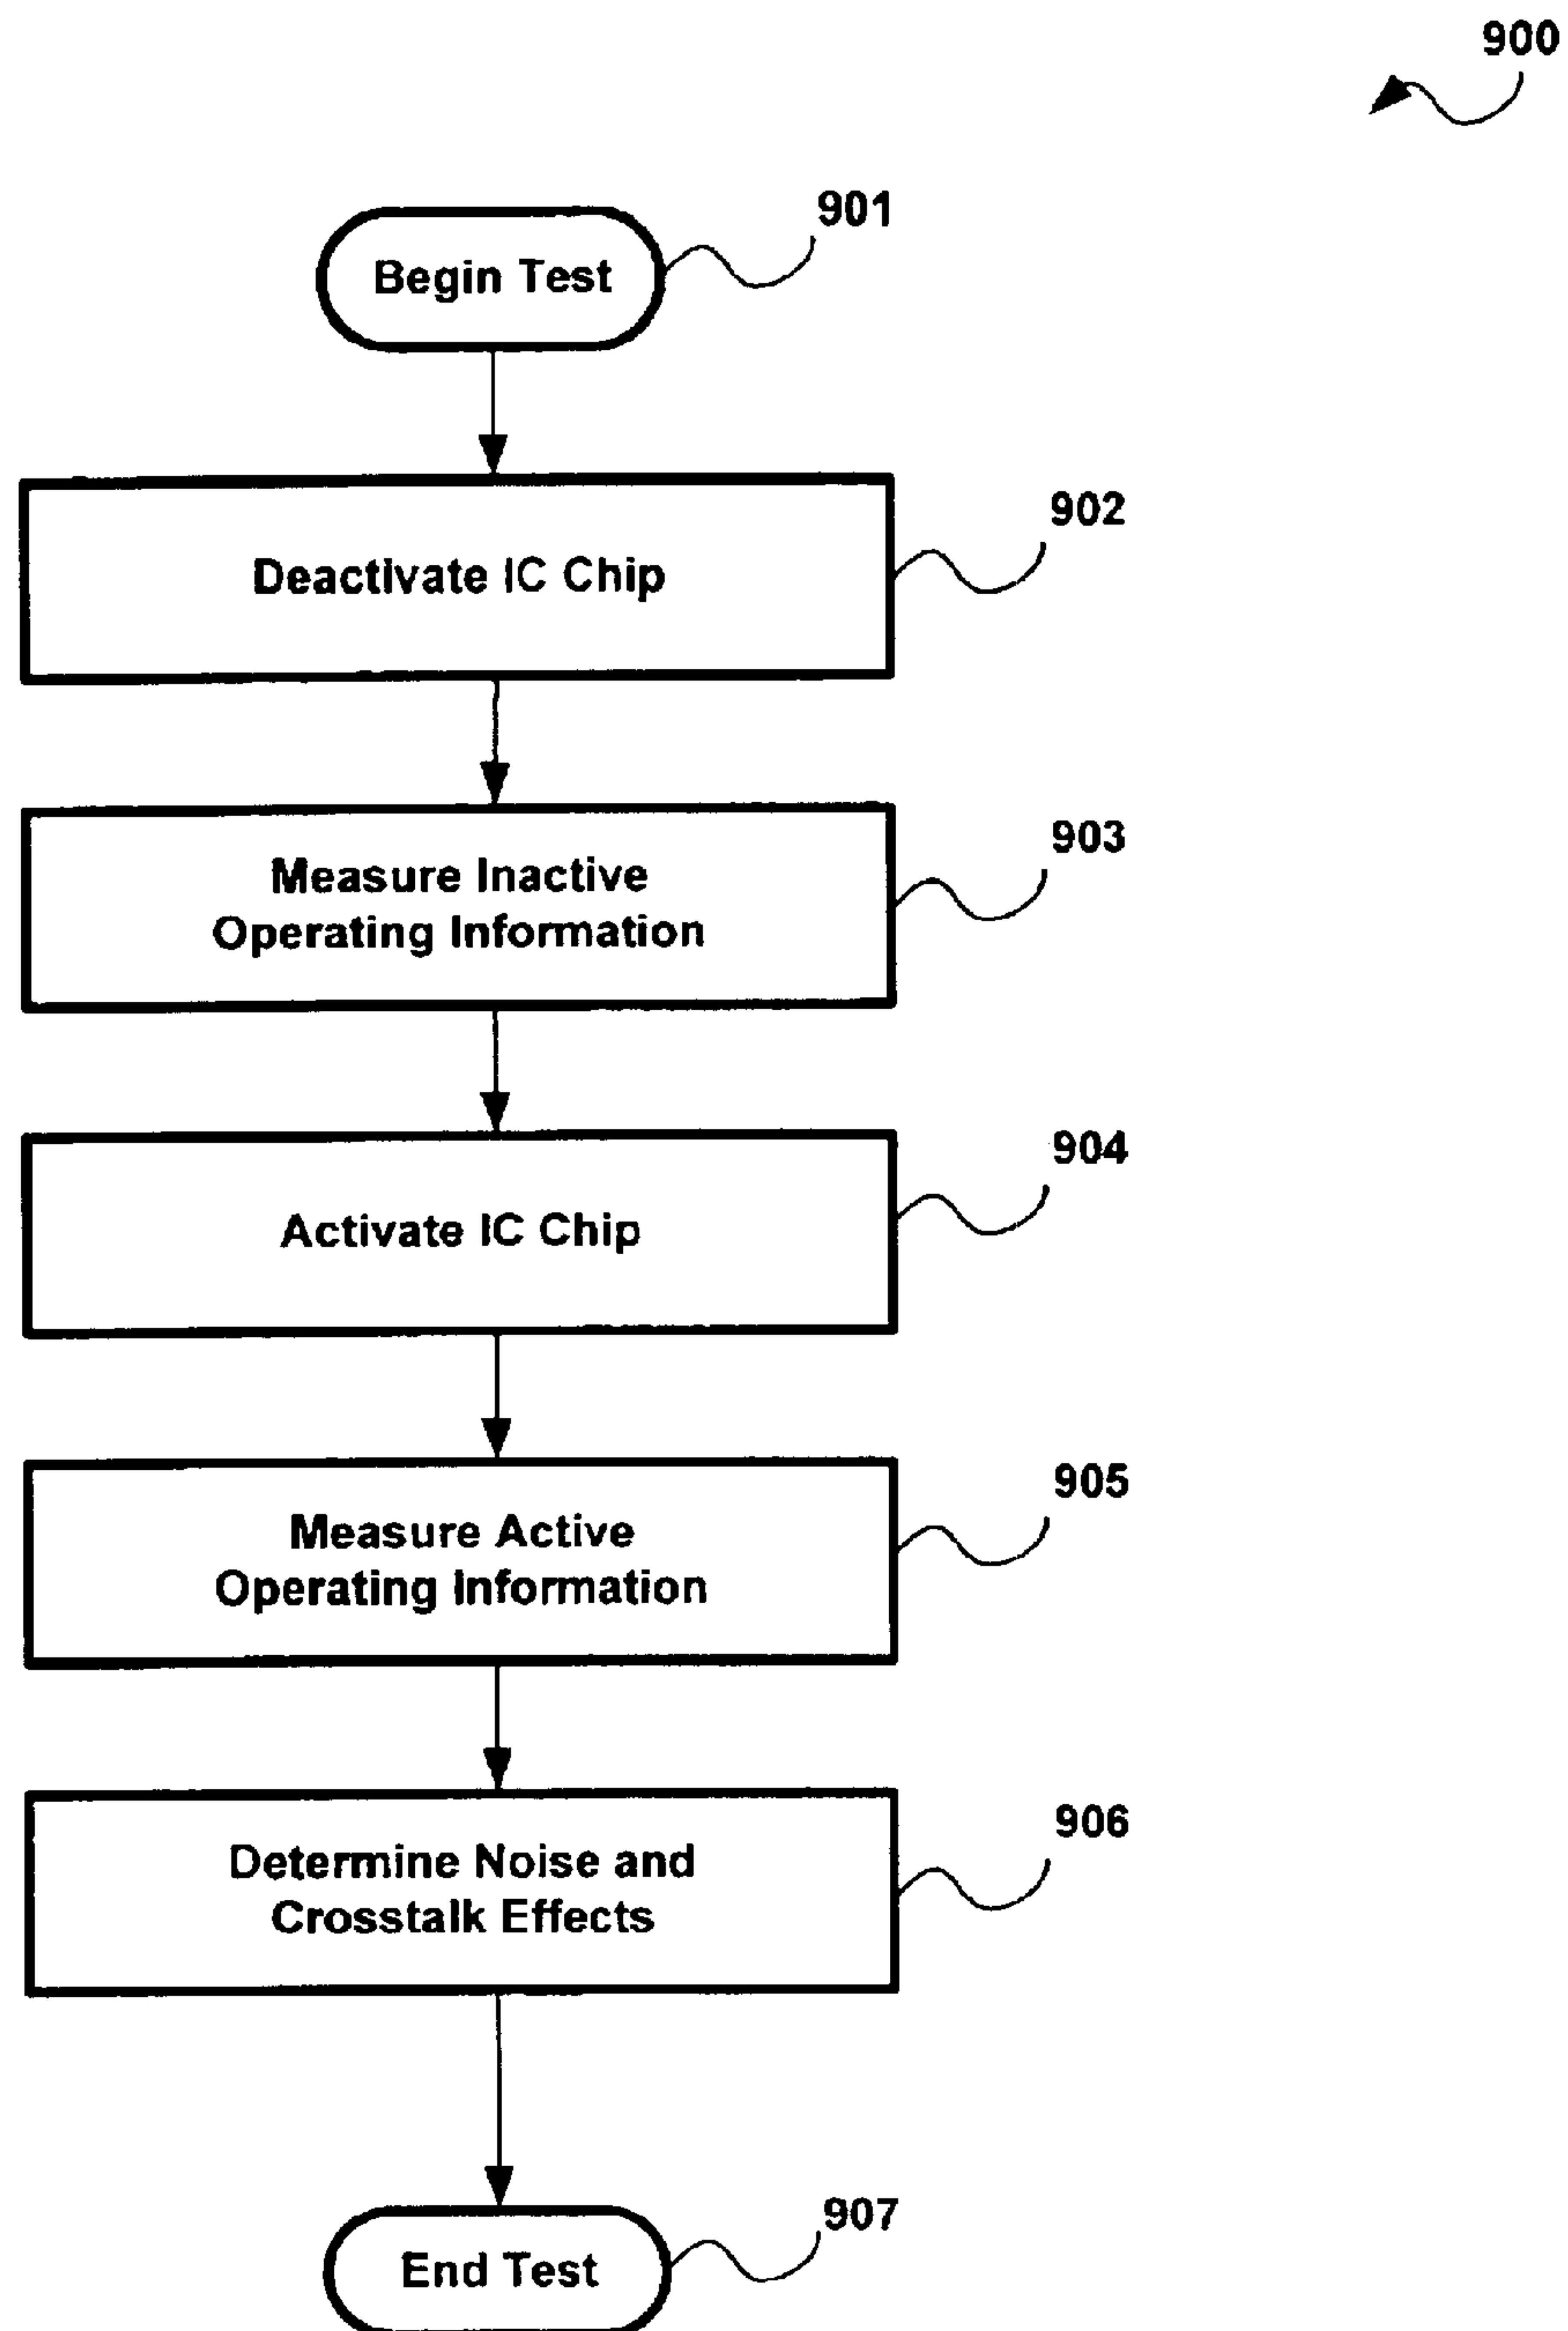 900
901
Begin Test
902
Deactivate IC Chip
903
Measure Inactive
Operating Information
904
Activate IC Chip
905
Measure Active
Operating Information
906
Determine Noise and
Crosstalk Effects
907
End Test